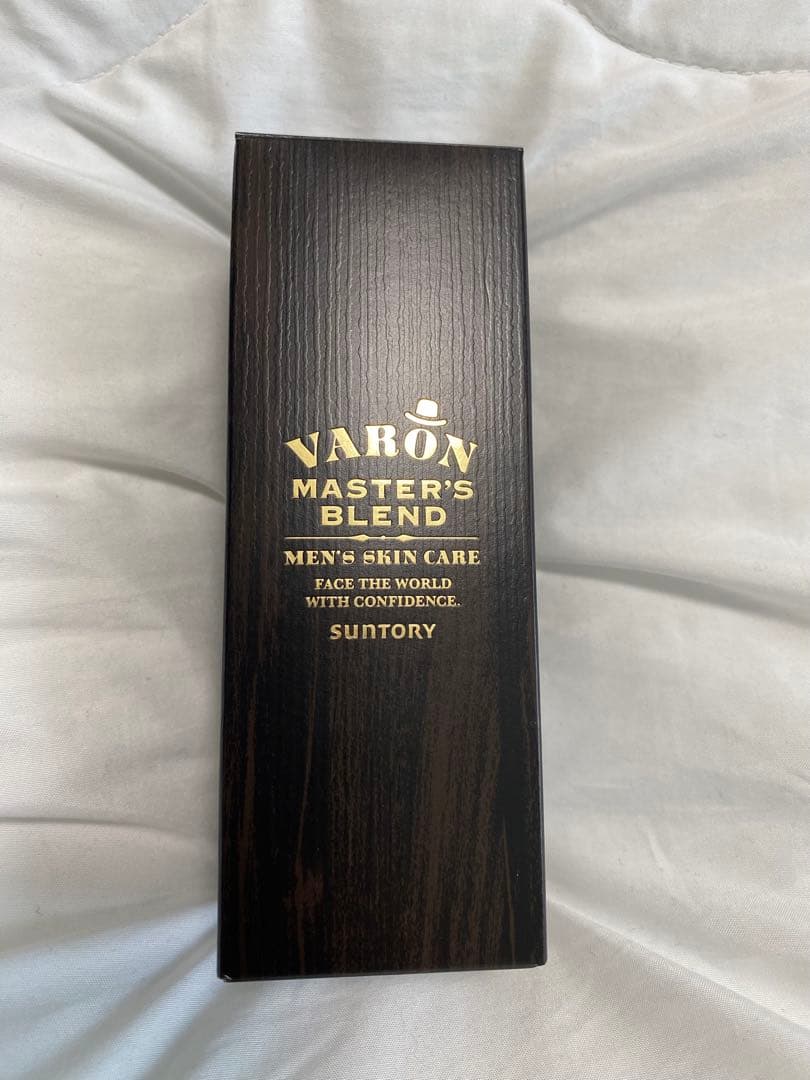 VARON
MASTER'S
BLEND
MEN'S SKIN CARE
FACE THE WORLD
WITH CONFIDENCE.
SUNTORY